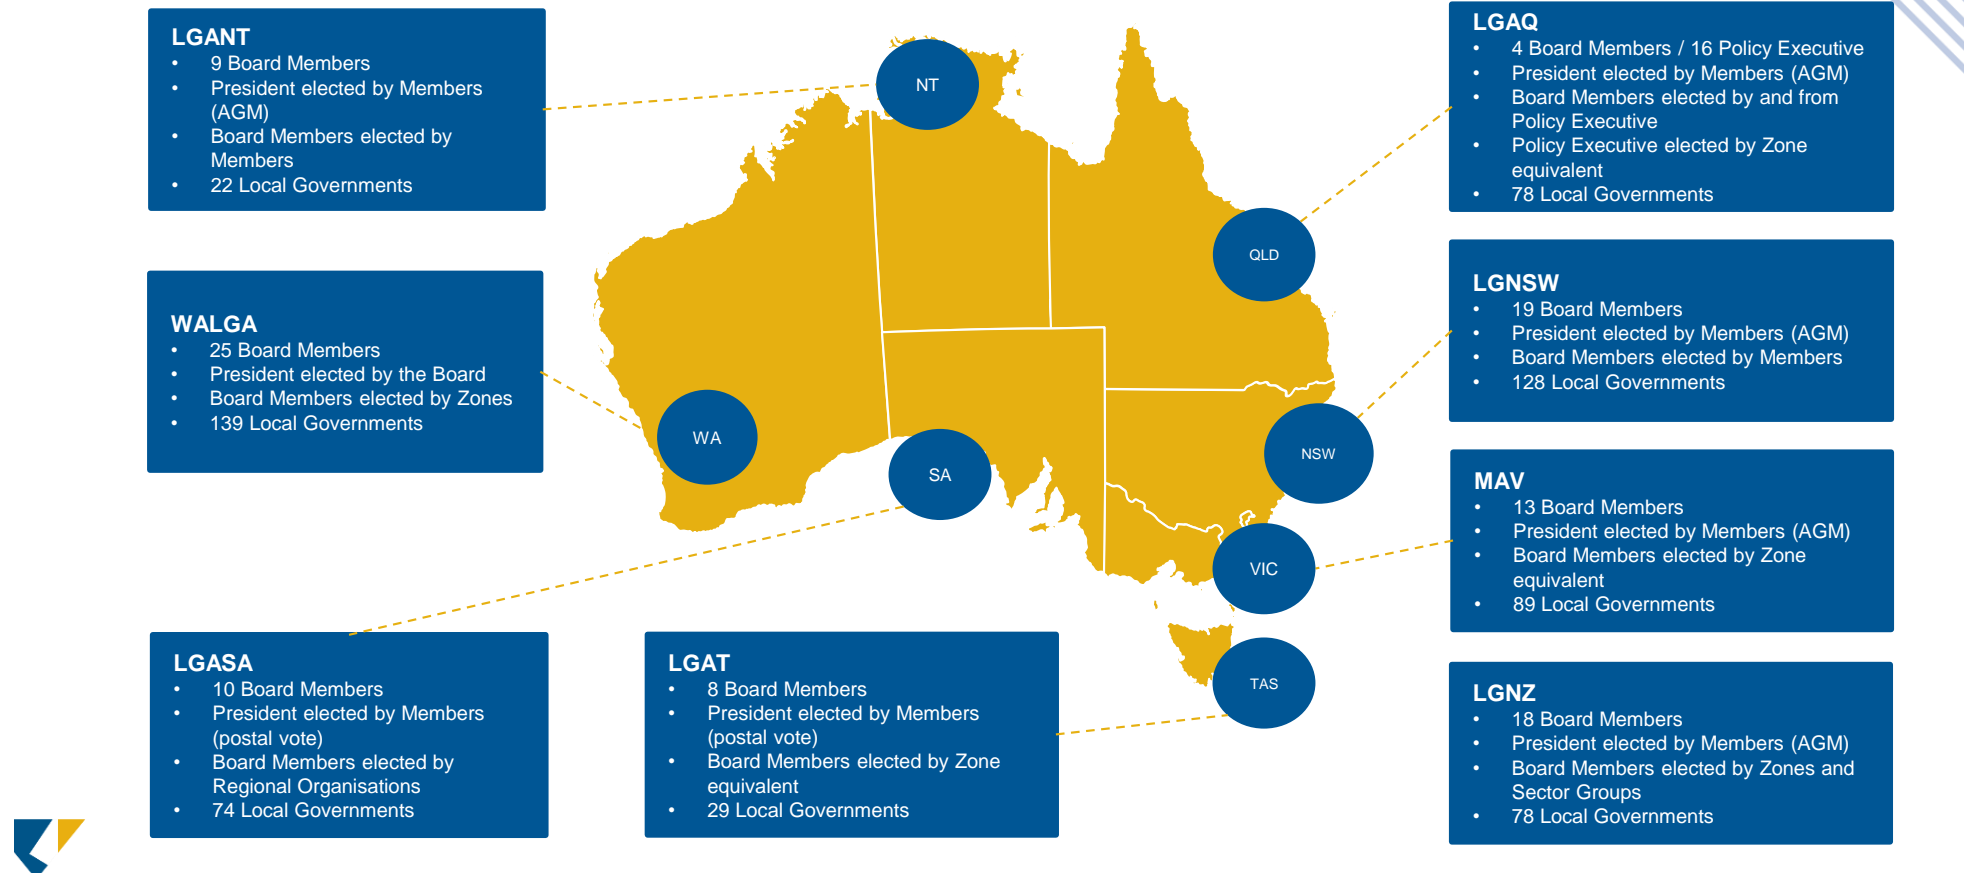 LGANT
• 9 Board Members
• President elected by Members
(AGM)
• Board Members elected by
Members
• 22 Local Governments
WALGA
• 25 Board Members
• President elected by the Board
• Board Members elected by Zones
• 139 Local Governments
LGASA
• 10 Board Members
• President elected by Members
(postal vote)
• Board Members elected by
Regional Organisations
• 74 Local Governments
LGAT
• 8 Board Members
• President elected by Members
(postal vote)
• Board Members elected by Zone
equivalent
• 29 Local Governments
NT
QLD
WA
SA
NSW
VIC
TAS
LGAQ
• 4 Board Members / 16 Policy Executive
• President elected by Members (AGM)
• Board Members elected by and from
Policy Executive
• Policy Executive elected by Zone
equivalent
• 78 Local Governments
LGNSW
• 19 Board Members
• President elected by Members (AGM)
• Board Members elected by Members
• 128 Local Governments
MAV
• 13 Board Members
• President elected by Members (AGM)
• Board Members elected by Zone
equivalent
• 89 Local Governments
LGNZ
• 18 Board Members
• President elected by Members (AGM)
• Board Members elected by Zones and
Sector Groups
• 78 Local Governments